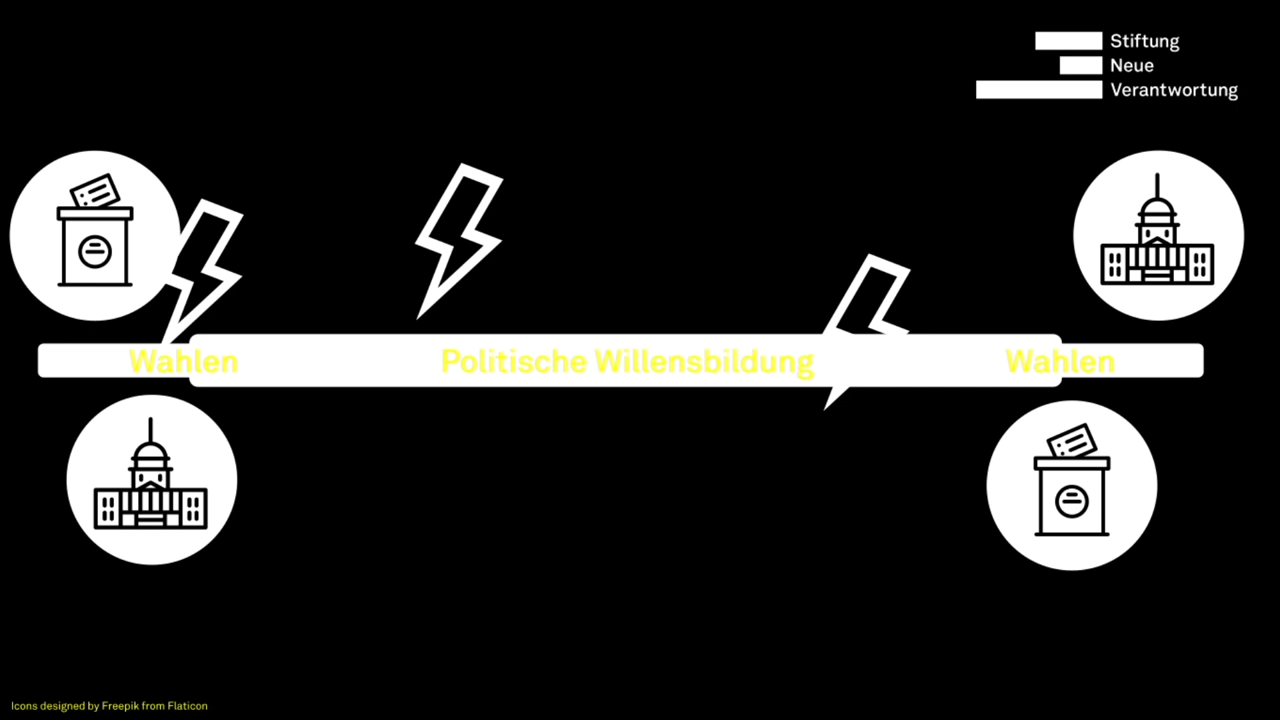 Stiftung
Neue
Verantwortung
Wahlen
Politische Willensbildung
Wahlen
Icons designed by Freepik from Flaticon